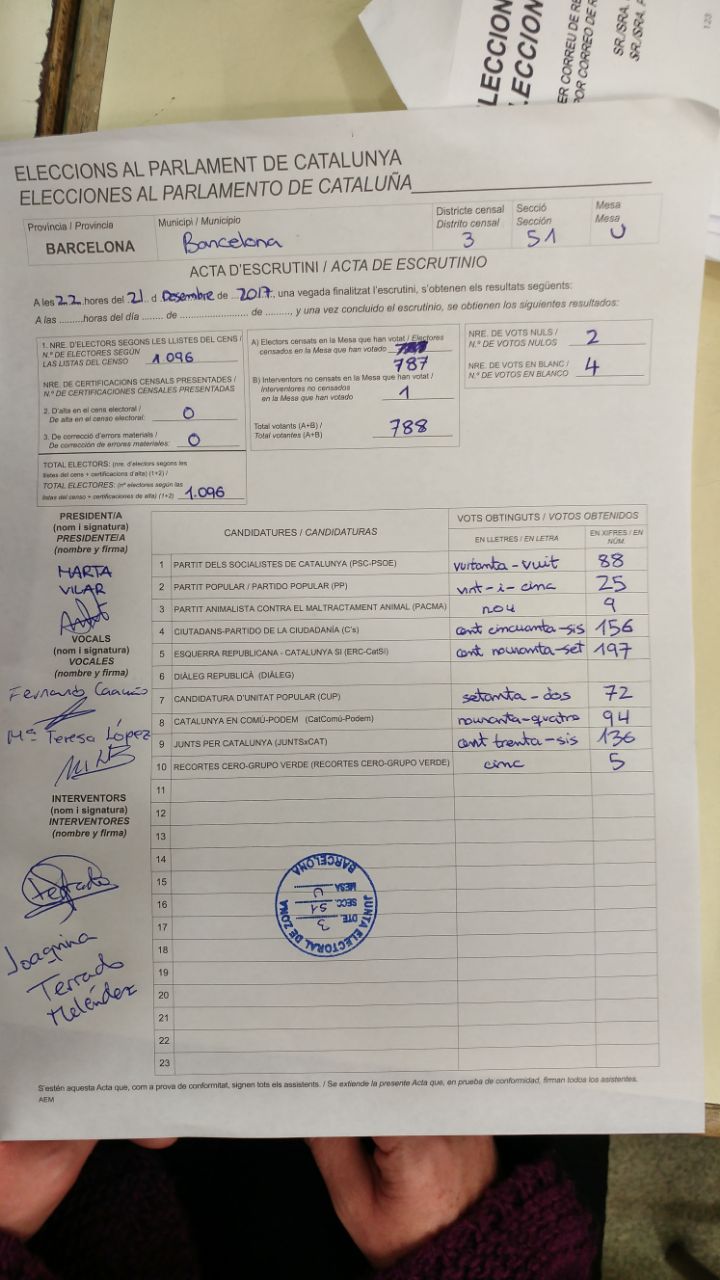 LECCION
LECCION
ER CORREU DE RE
POR CORREO DE R
SR./SRA.
SR./SRA. P
ELECCIONS AL PARLAMENT DE CATALUNYA
ELECCIONES AL PARLAMENTO DE CATALUÑA
Provincia / Provincia
BARCELONA
Municipi / Municipio
Barcelona
Districte censal
Distrito censal
3
Secció
Sección
51
Mesa
Mesa
U
ACTA D'ESCRUTINI / ACTA DE ESCRUTINIO
A les 22 hores del 21 d Desembre de 2017, una vegada finalitzat l'escrutini, s'obtenen els resultats següents:
A las .........horas del día ........ de ........................ de ........., y una vez concluido el escrutinio, se obtienen los siguientes resultados:
1. NRE. D'ELECTORS SEGONS LES LLISTES DEL CENS /
N.º DE ELECTORES SEGÚN
LAS LISTAS DEL CENSO 1.096
NRE. DE CERTIFICACIONS CENSALS PRESENTADES /
N.º DE CERTIFICACIONES CENSALES PRESENTADAS
2. D'alta en el cens electoral /
De alta en el censo electoral: 0
3. De correcció d'errors materials /
De corrección de errores materiales: 0
TOTAL ELECTORS: (nre. d'electors segons les
llistes del cens + certificacions d'alta) (1+2) /
TOTAL ELECTORES: (nº electores según las
listas del censo + certificaciones de alta) (1+2) 1.096
A) Electors censats en la Mesa que han votat / Electores
censados en la Mesa que han votado
787
B) Interventors no censats en la Mesa que han votat /
Interventores no censados
en la Mesa que han votado 1
Total votants (A+B) /
Total votantes (A+B) 788
NRE. DE VOTS NULS /
N.º DE VOTOS NULOS 2
NRE. DE VOTS EN BLANC /
N.º DE VOTOS EN BLANCO 4
PRESIDENT/A
(nom i signatura)
PRESIDENTE/A
(nombre y firma)
MARTA
VILAR
VOCALS
(nom i signatura)
VOCALES
(nombre y firma)
Fernando
Mª Teresa López
INTERVENTORS
(nom i signatura)
INTERVENTORES
(nombre y firma)
Terrado
Joaquina
Terrado
Meléndez
CANDIDATURES / CANDIDATURAS
VOTS OBTINGUTS / VOTOS OBTENIDOS
EN LLETRES / EN LETRA
EN XIFRES / EN NÚM.
1 PARTIT DELS SOCIALISTES DE CATALUNYA (PSC-PSOE) vuitanta-vuit 88
2 PARTIT POPULAR / PARTIDO POPULAR (PP) vint-i-cinc 25
3 PARTIT ANIMALISTA CONTRA EL MALTRACTAMENT ANIMAL (PACMA) nou 9
4 CIUTADANS-PARTIDO DE LA CIUDADANÍA (C's) cent cincuanta-sis 156
5 ESQUERRA REPUBLICANA - CATALUNYA SI (ERC-CatSí) cent nouranta-set 197
6 DIÀLEG REPUBLICÀ (DIÀLEG)
7 CANDIDATURA D'UNITAT POPULAR (CUP) setanta-dos 72
8 CATALUNYA EN COMÚ-PODEM (CatComú-Podem) nouranta-quatre 94
9 JUNTS PER CATALUNYA (JUNTSxCAT) cent trenta-sis 136
10 RECORTES CERO-GRUPO VERDE (RECORTES CERO-GRUPO VERDE) cinc 5
11
12
13
14
15
16
17
18
19
20
21
22
23
JUNTA ELECTORAL DE ZONA
DTE. 3
SECC. 51
MESA U
BARCELONA
S'estén aquesta Acta que, com a prova de conformitat, signen tots els assistents. / Se extiende la presente Acta que, en prueba de conformidad, firman todos los asistentes.
AEM